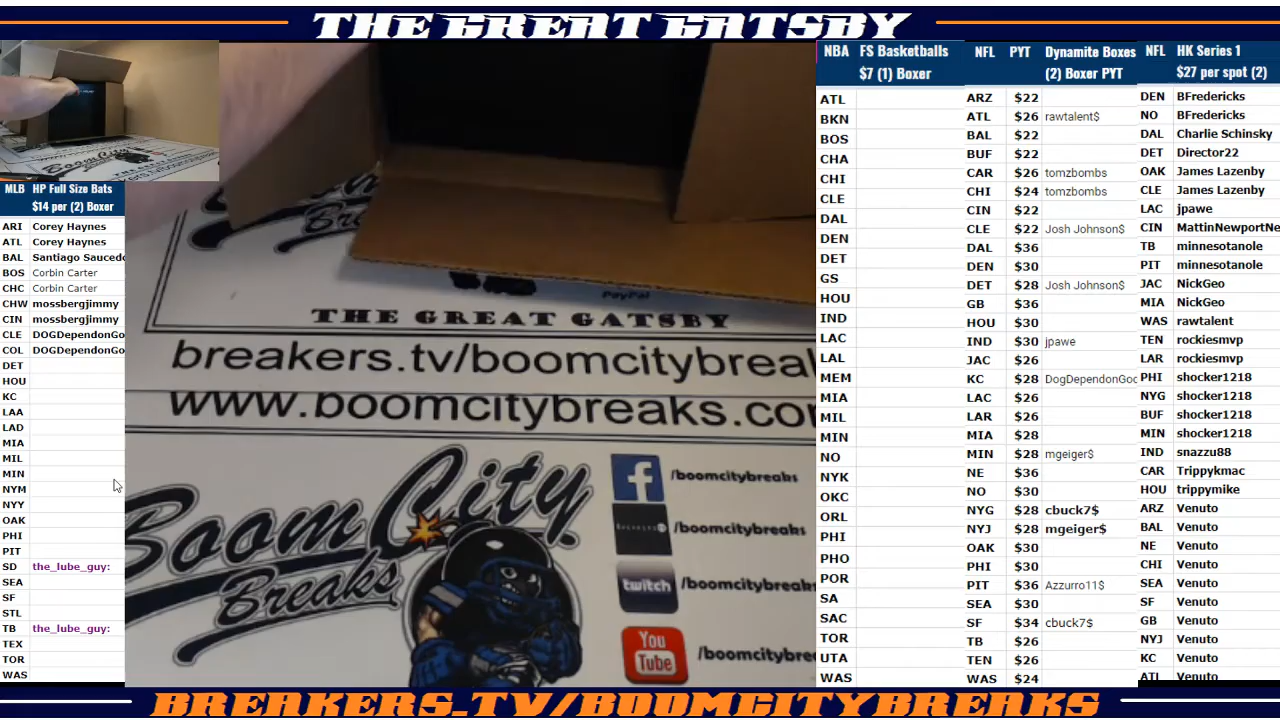 THE GREAT GATSBY
MLB HP Full Size Bats
$14 per (2) Boxer
ARI Corey Haynes
ATL Corey Haynes
BAL Santiago Saucedo
BOS Corbin Carter
CHC Corbin Carter
CHW mossbergjimmy
CIN mossbergjimmy
CLE DOGDependonGo
COL DOGDependonGo
DET
HOU
KC
LAA
LAD
MIA
MIL
MIN
NYM
NYY
OAK
PHI
PIT
SD the_lube_guy:
SEA
SF
STL
TB the_lube_guy:
TEX
TOR
WAS
PayPal
THE GREAT GATSBY
breakers.tv/boomcitybreak
www.boomcitybreaks.co
Boom City
Breaks
/boomcitybreaks
/boomcitybreaks
twitch /boomcitybreaks
You
Tube /boomcitybre
NBA FS Basketballs
$7 (1) Boxer
ATL
BKN
BOS
CHA
CHI
CLE
DAL
DEN
DET
GS
HOU
IND
LAC
LAL
MEM
MIA
MIL
MIN
NO
NYK
OKC
ORL
PHI
PHO
POR
SA
SAC
TOR
UTA
WAS
NFL PYT Dynamite Boxes
(2) Boxer PYT
ARZ $22
ATL $26 rawtalent$
BAL $22
BUF $22
CAR $26 tomzbombs
CHI $24 tomzbombs
CIN $22
CLE $22 Josh Johnson$
DAL $36
DEN $30
DET $28 Josh Johnson$
GB $36
HOU $30
IND $30 jpawe
JAC $26
KC $28 DogDependonGoo
LAC $26
LAR $26
MIA $28
MIN $28 mgeiger$
NE $36
NO $30
NYG $28 cbuck7$
NYJ $28 mgeiger$
OAK $30
PHI $30
PIT $36 Azzurro11$
SEA $30
SF $34 cbuck7$
TB $26
TEN $26
WAS $24
NFL HK Series 1
$27 per spot (2)
DEN BFredericks
NO BFredericks
DAL Charlie Schinsky
DET Director22
OAK James Lazenby
CLE James Lazenby
LAC jpawe
CIN MattinNewportNe
TB minnesotanole
PIT minnesotanole
JAC NickGeo
MIA NickGeo
WAS rawtalent
TEN rockiesmvp
LAR rockiesmvp
PHI shocker1218
NYG shocker1218
BUF shocker1218
MIN shocker1218
IND snazzu88
CAR Trippykmac
HOU trippymike
ARZ Venuto
BAL Venuto
NE Venuto
CHI Venuto
SEA Venuto
SF Venuto
GB Venuto
NYJ Venuto
KC Venuto
ATL Venuto
BREAKERS.TV/BOOMCITYBREAKS